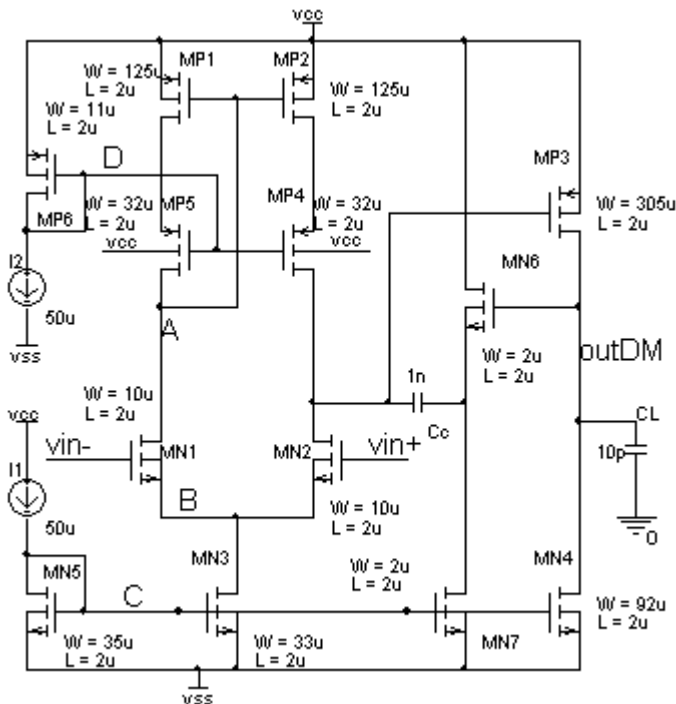 vcc
MP1
MP2
W = 125u
L = 2u
W = 125u
L = 2u
W = 11u
L = 2u
D
MP3
MP6
W = 32u
L = 2u
MP5
MP4
W = 32u
L = 2u
W = 305u
L = 2u
vcc
vcc
I2
50u
vss
MN6
A
W = 2u
L = 2u
outDM
1n
Cc
W = 10u
L = 2u
vcc
CL
10p
0
vin-
MN1
MN2
vin+
I1
50u
B
W = 10u
L = 2u
MN5
C
MN3
W = 2u
L = 2u
MN4
W = 35u
L = 2u
W = 33u
L = 2u
MN7
W = 92u
L = 2u
vss